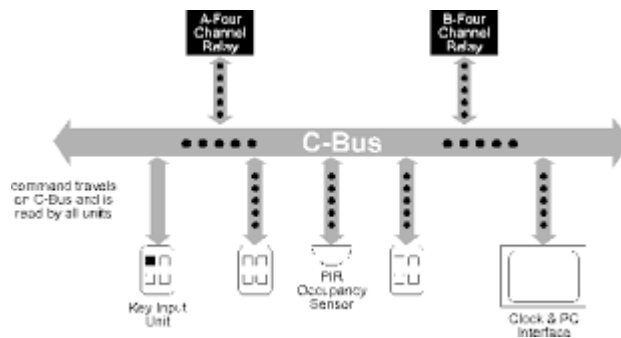 A-Four
Channel
Relay
B-Four
Channel
Relay
C-Bus
command travels
on C-Bus and is
read by all units
Key Input
Unit
PIR
Occupancy
Sensor
Clock & PC
Interface